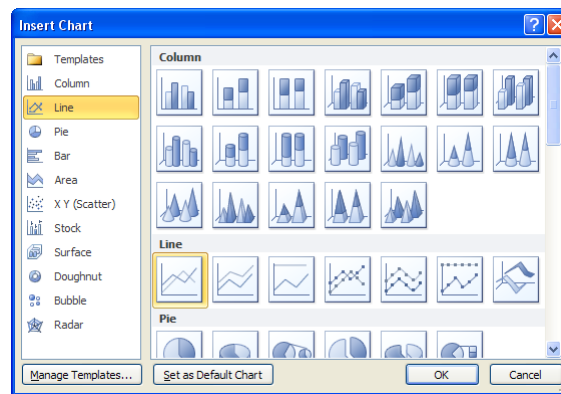 Insert Chart
Templates
Column
Line
Pie
Bar
Area
X Y (Scatter)
Stock
Surface
Doughnut
Bubble
Radar
Column
Line
Pie
Manage Templates...
Set as Default Chart
OK
Cancel